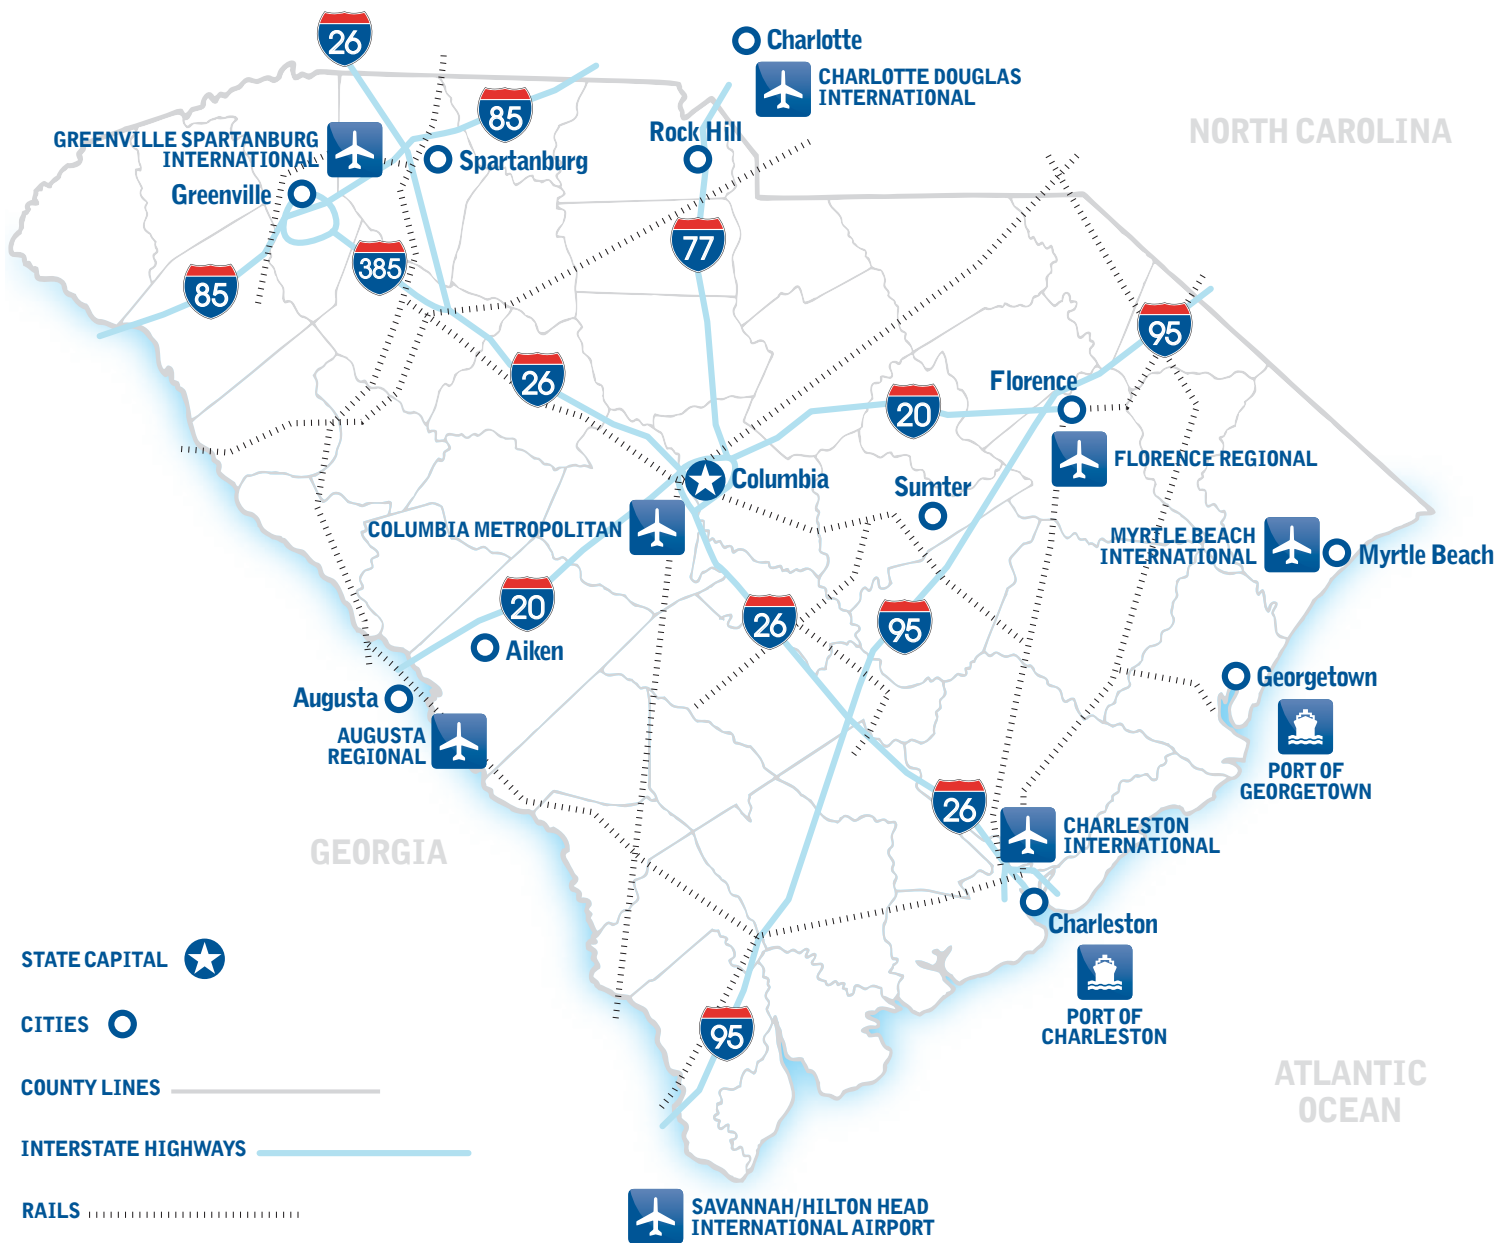 26
Charlotte
CHARLOTTE DOUGLAS
INTERNATIONAL
85
NORTH CAROLINA
Rock Hill
GREENVILLE SPARTANBURG
INTERNATIONAL
Spartanburg
Greenville
77
385
85
95
26
Florence
20
FLORENCE REGIONAL
Columbia
Sumter
COLUMBIA METROPOLITAN
MYRTLE BEACH
INTERNATIONAL
Myrtle Beach
20
26
95
Aiken
Georgetown
Augusta
AUGUSTA
REGIONAL
PORT OF
GEORGETOWN
26
CHARLESTON
INTERNATIONAL
GEORGIA
Charleston
STATE CAPITAL
PORT OF
CHARLESTON
CITIES
95
ATLANTIC
OCEAN
COUNTY LINES
INTERSTATE HIGHWAYS
RAILS
SAVANNAH/HILTON HEAD
INTERNATIONAL AIRPORT